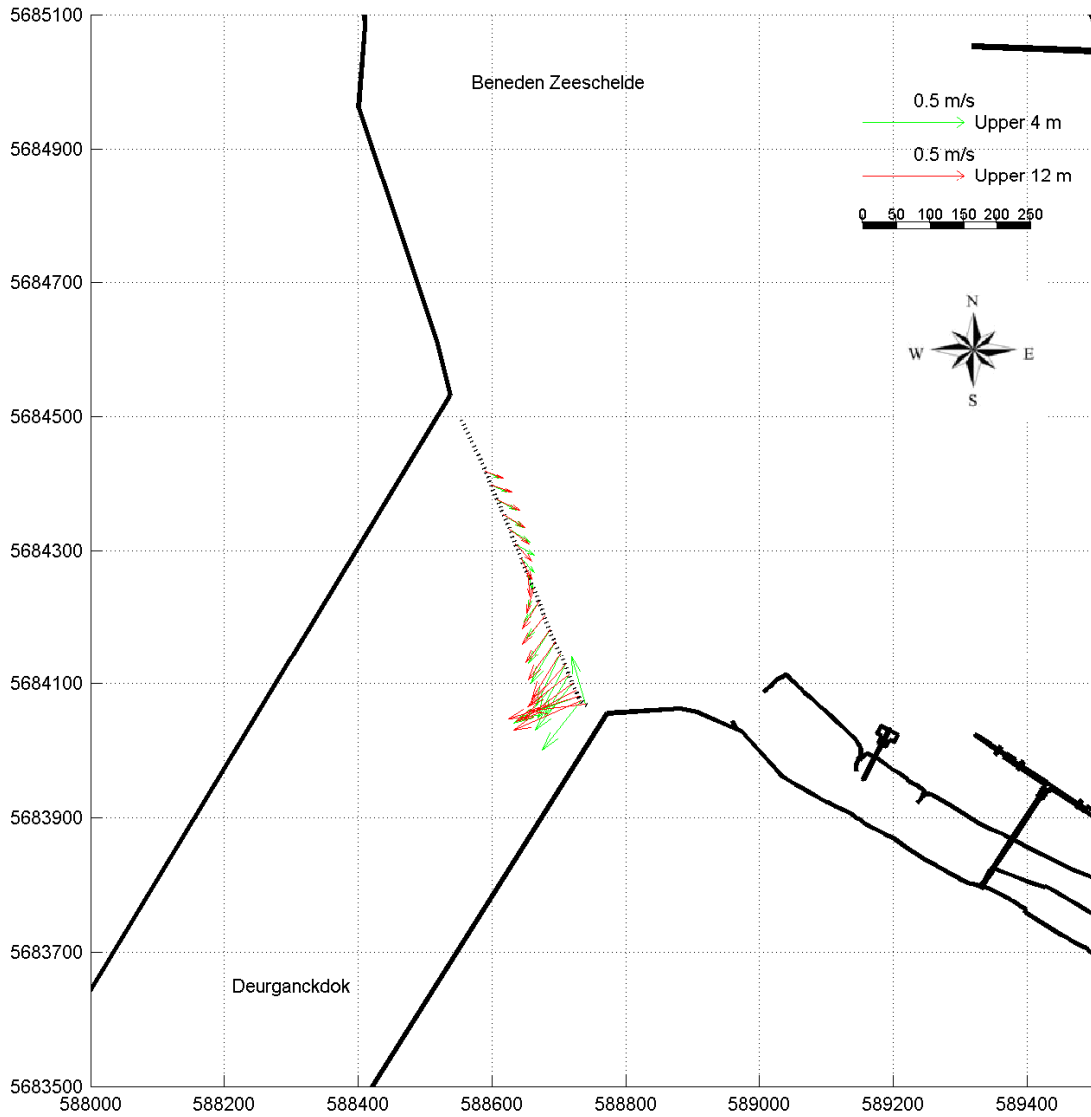 5685100
Beneden Zeeschelde
0.5 m/s
Upper 4 m
5684900
0.5 m/s
Upper 12 m
0 50 100 150 200 250
5684700
N
W E
S
5684500
5684300
5684100
5683900
5683700
Deurganckdok
5683500
588000 588200 588400 588600 588800 589000 589200 589400